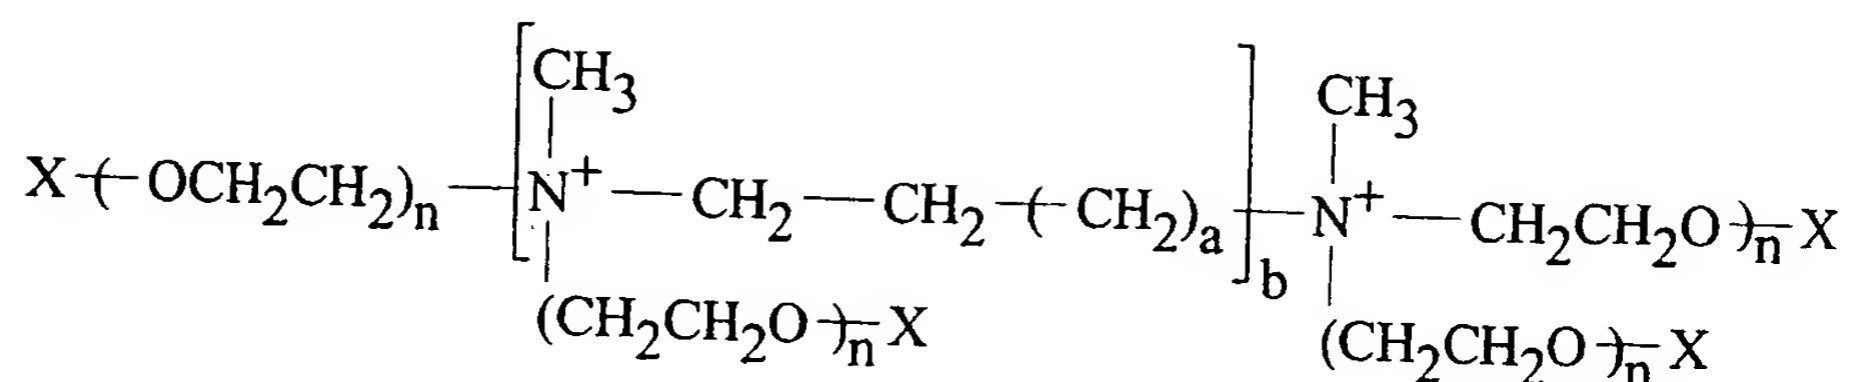 CH3 CH3
X-(-OCH2CH2)n-[N+-CH2-CH2-(-CH2)a-]b-N+-CH2CH2O-)n-X
(CH2CH2O-)n-X (CH2CH2O-)n-X